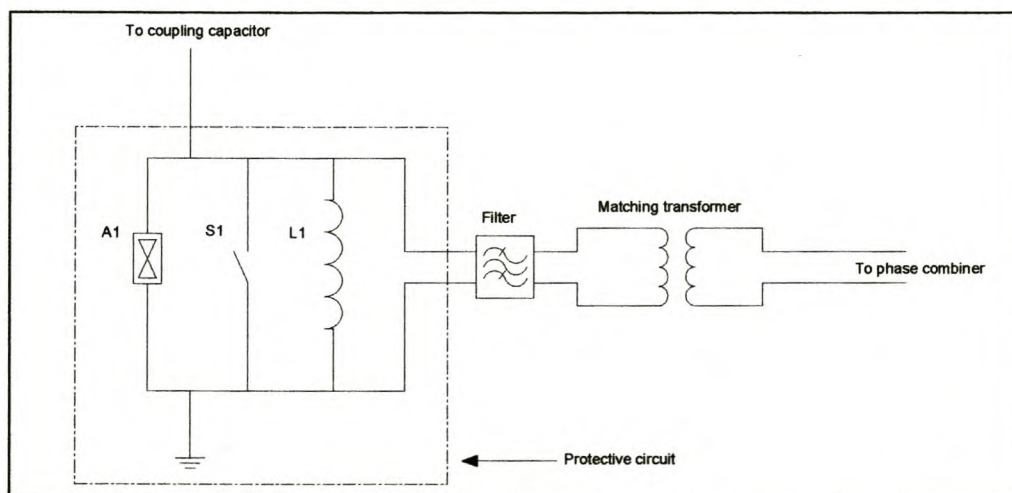 To coupling capacitor
A1
S1
L1
Filter
Matching transformer
To phase combiner
Protective circuit